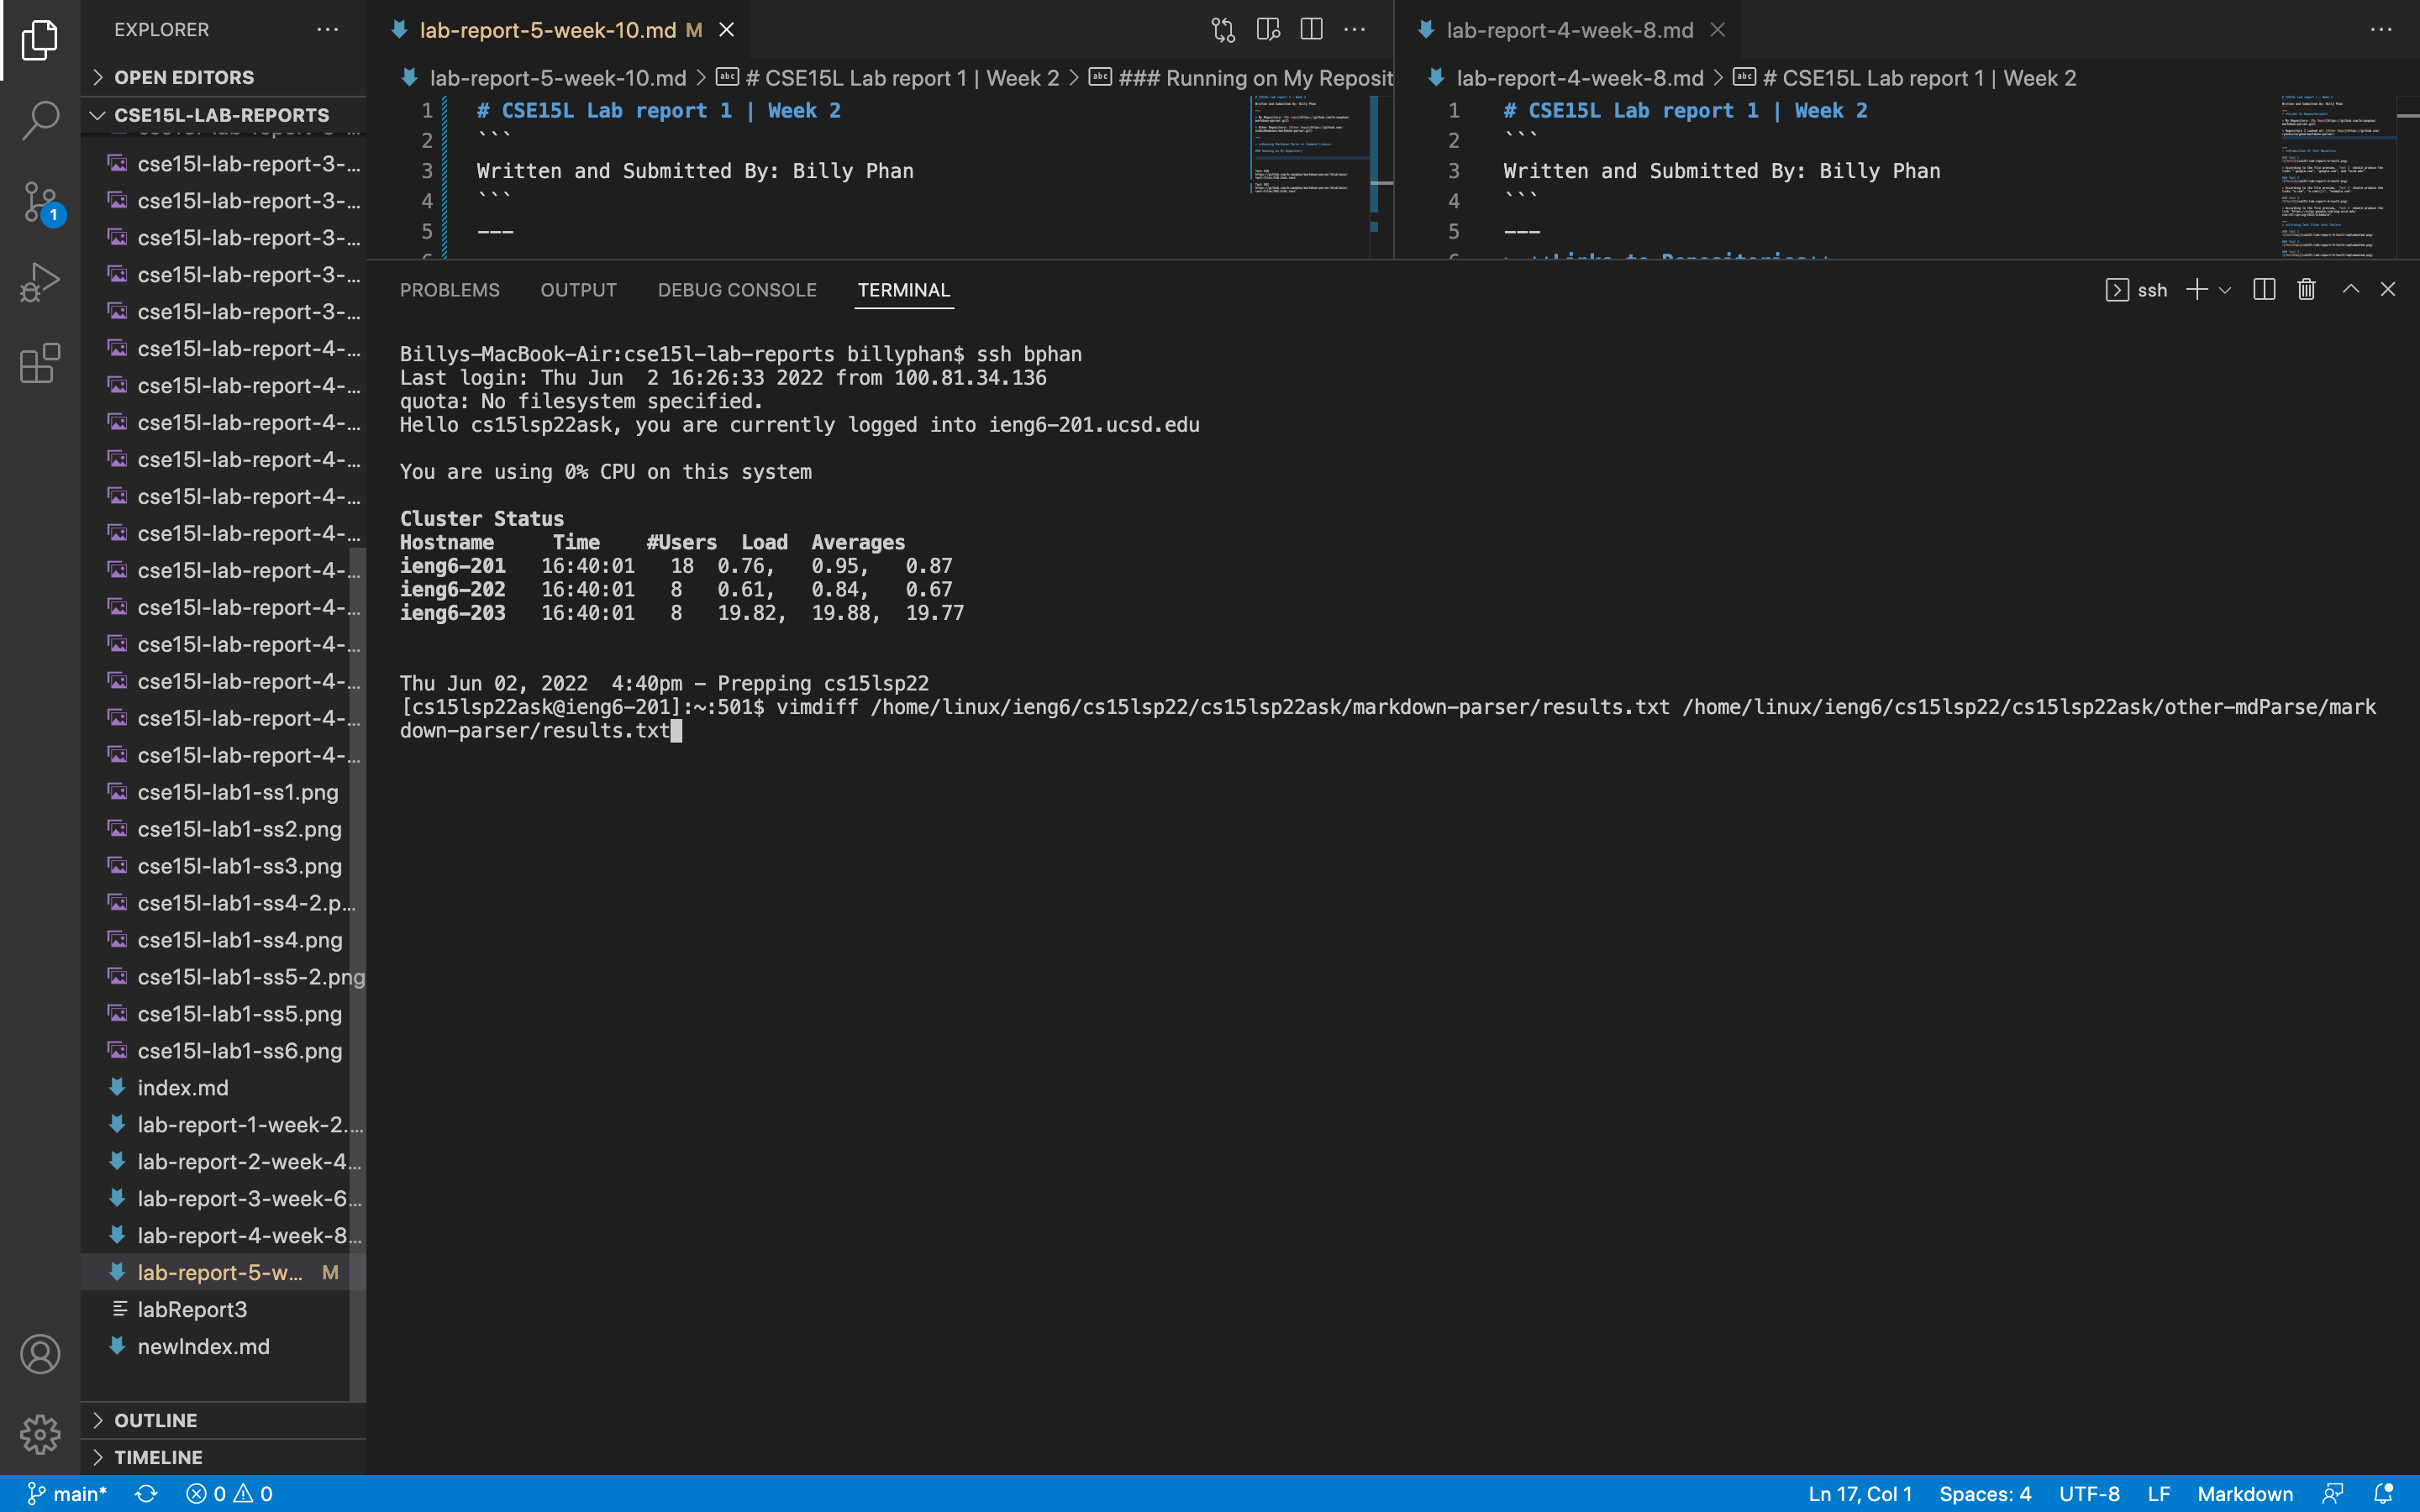 EXPLORER
OPEN EDITORS
CSE15L-LAB-REPORTS
cse15l-lab-report-3-...
cse15l-lab-report-3-...
cse15l-lab-report-3-...
cse15l-lab-report-3-...
cse15l-lab-report-3-...
cse15l-lab-report-4-...
cse15l-lab-report-4-...
cse15l-lab-report-4-...
cse15l-lab-report-4-...
cse15l-lab-report-4-...
cse15l-lab-report-4-...
cse15l-lab-report-4-...
cse15l-lab-report-4-...
cse15l-lab-report-4-...
cse15l-lab-report-4-...
cse15l-lab-report-4-...
cse15l-lab-report-4-...
cse15l-lab1-ss1.png
cse15l-lab1-ss2.png
cse15l-lab1-ss3.png
cse15l-lab1-ss4-2.p...
cse15l-lab1-ss4.png
cse15l-lab1-ss5-2.png
cse15l-lab1-ss5.png
cse15l-lab1-ss6.png
index.md
lab-report-1-week-2....
lab-report-2-week-4...
lab-report-3-week-6...
lab-report-4-week-8...
lab-report-5-w... M
labReport3
newIndex.md
OUTLINE
TIMELINE
1
lab-report-5-week-10.md M
lab-report-5-week-10.md > # CSE15L Lab report 1 | Week 2 > ### Running on My Reposit
1 # CSE15L Lab report 1 | Week 2
2 ```
3 Written and Submitted By: Billy Phan
4 ```
5 ---
lab-report-4-week-8.md
lab-report-4-week-8.md > # CSE15L Lab report 1 | Week 2
1 # CSE15L Lab report 1 | Week 2
2 ```
3 Written and Submitted By: Billy Phan
4 ```
5 ---
PROBLEMS OUTPUT DEBUG CONSOLE TERMINAL
ssh
Billys-MacBook-Air:cse15l-lab-reports billyphan$ ssh bphan
Last login: Thu Jun  2 16:26:33 2022 from 100.81.34.136
quota: No filesystem specified.
Hello cs15lsp22ask, you are currently logged into ieng6-201.ucsd.edu
You are using 0% CPU on this system
Cluster Status
Hostname Time #Users Load Averages
ieng6-201 16:40:01 18 0.76, 0.95, 0.87
ieng6-202 16:40:01 8 0.61, 0.84, 0.67
ieng6-203 16:40:01 8 19.82, 19.88, 19.77
Thu Jun 02, 2022  4:40pm - Prepping cs15lsp22
[cs15lsp22ask@ieng6-201]:~:501$ vimdiff /home/linux/ieng6/cs15lsp22/cs15lsp22ask/markdown-parser/results.txt /home/linux/ieng6/cs15lsp22/cs15lsp22ask/other-mdParse/mark
down-parser/results.txt
main* 0 0
Ln 17, Col 1 Spaces: 4 UTF-8 LF Markdown